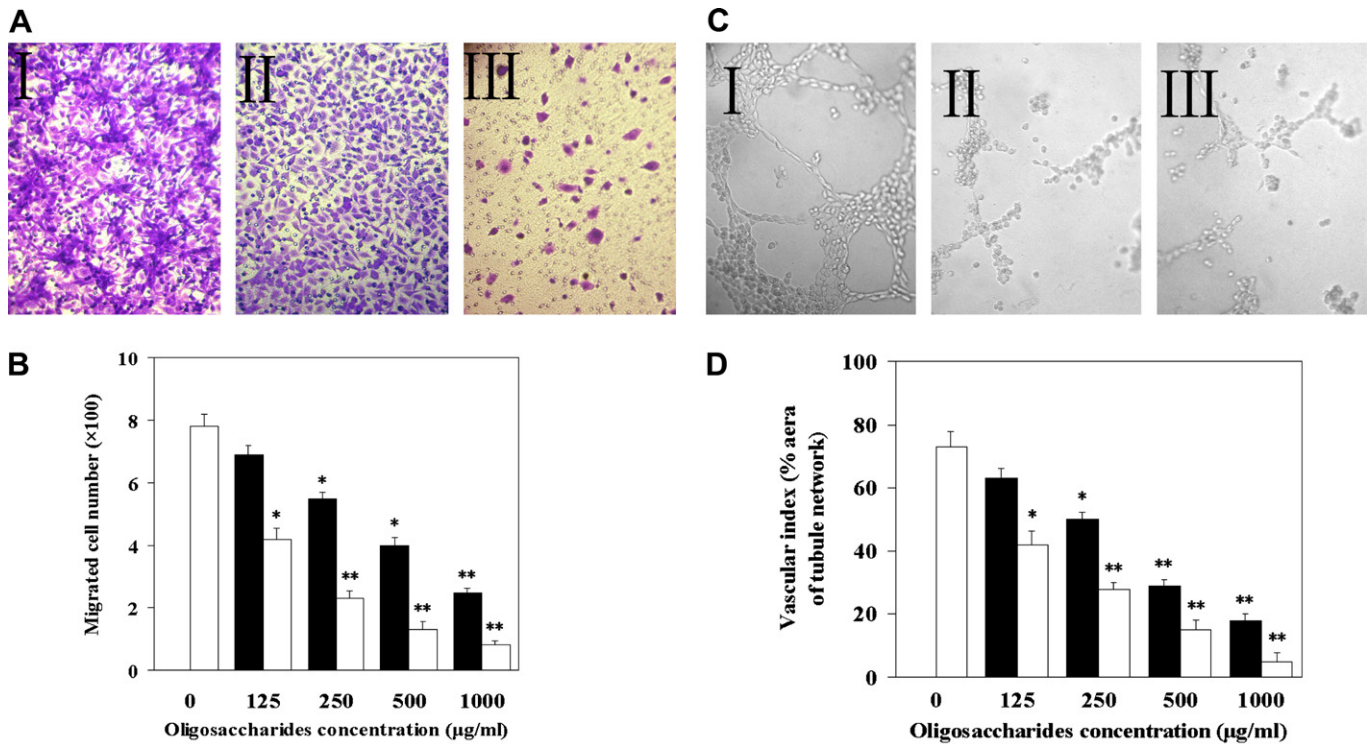 A
I
II
III
C
I
II
III
B
Migrated cell number (×100)
10
8
6
4
2
0
*
*
**
*
**
**
**
0 125 250 500 1000
Oligosaccharides concentration (μg/ml)
D
Vascular index (% aera
of tubule network)
100
80
60
40
20
0
*
*
**
**
**
**
**
0 125 250 500 1000
Oligosaccharides concentration (μg/ml)